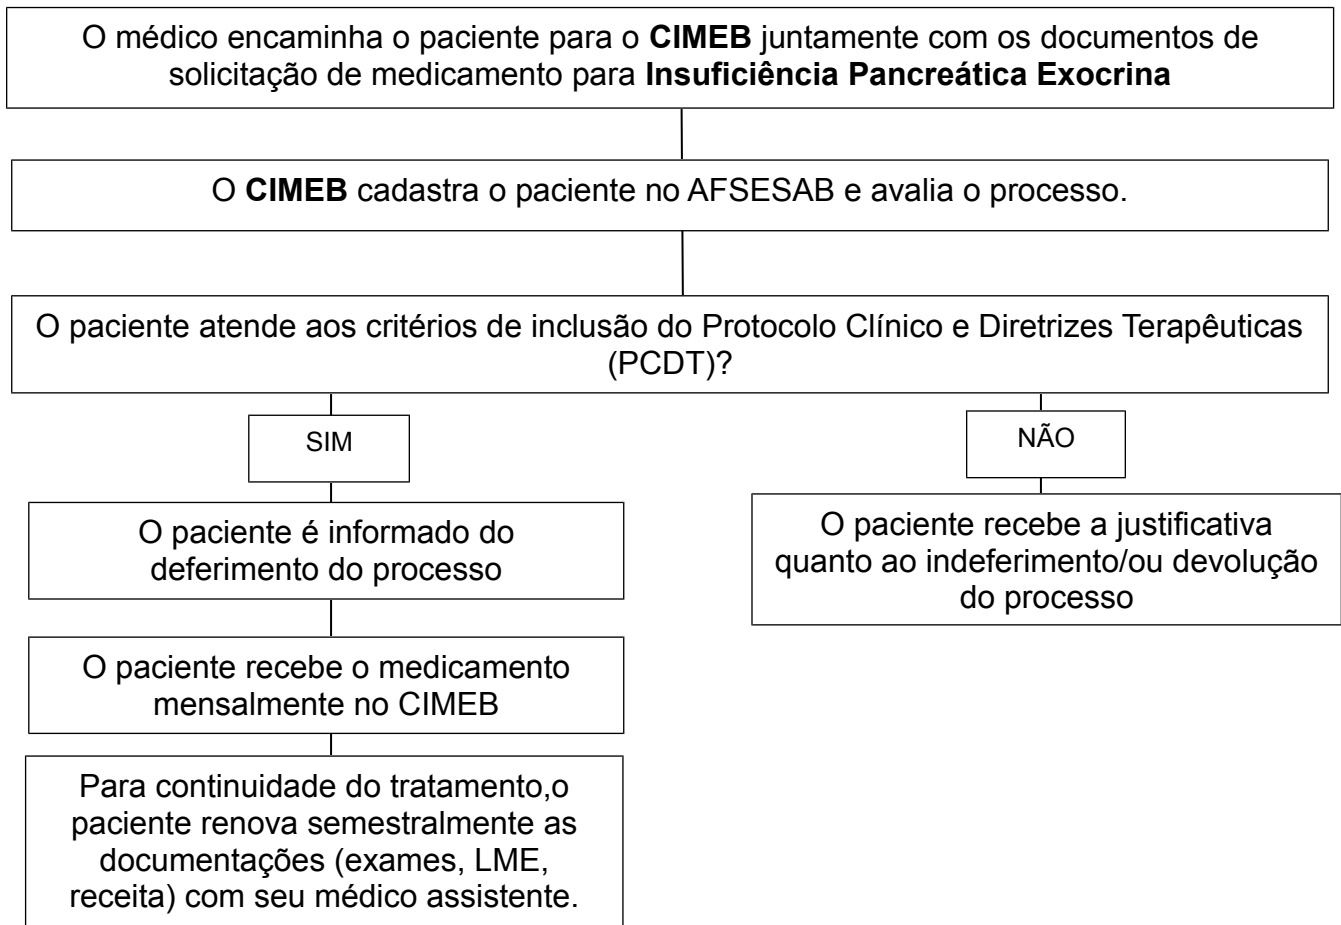 O médico encaminha o paciente para o CIMEB juntamente com os documentos de
solicitação de medicamento para Insuficiência Pancreática Exocrina
O CIMEB cadastra o paciente no AFSESAB e avalia o processo.
O paciente atende aos critérios de inclusão do Protocolo Clínico e Diretrizes Terapêuticas
(PCDT)?
SIM
NÃO
O paciente é informado do
deferimento do processo
O paciente recebe a justificativa
quanto ao indeferimento/ou devolução
do processo
O paciente recebe o medicamento
mensalmente no CIMEB
Para continuidade do tratamento,o
paciente renova semestralmente as
documentações (exames, LME,
receita) com seu médico assistente.